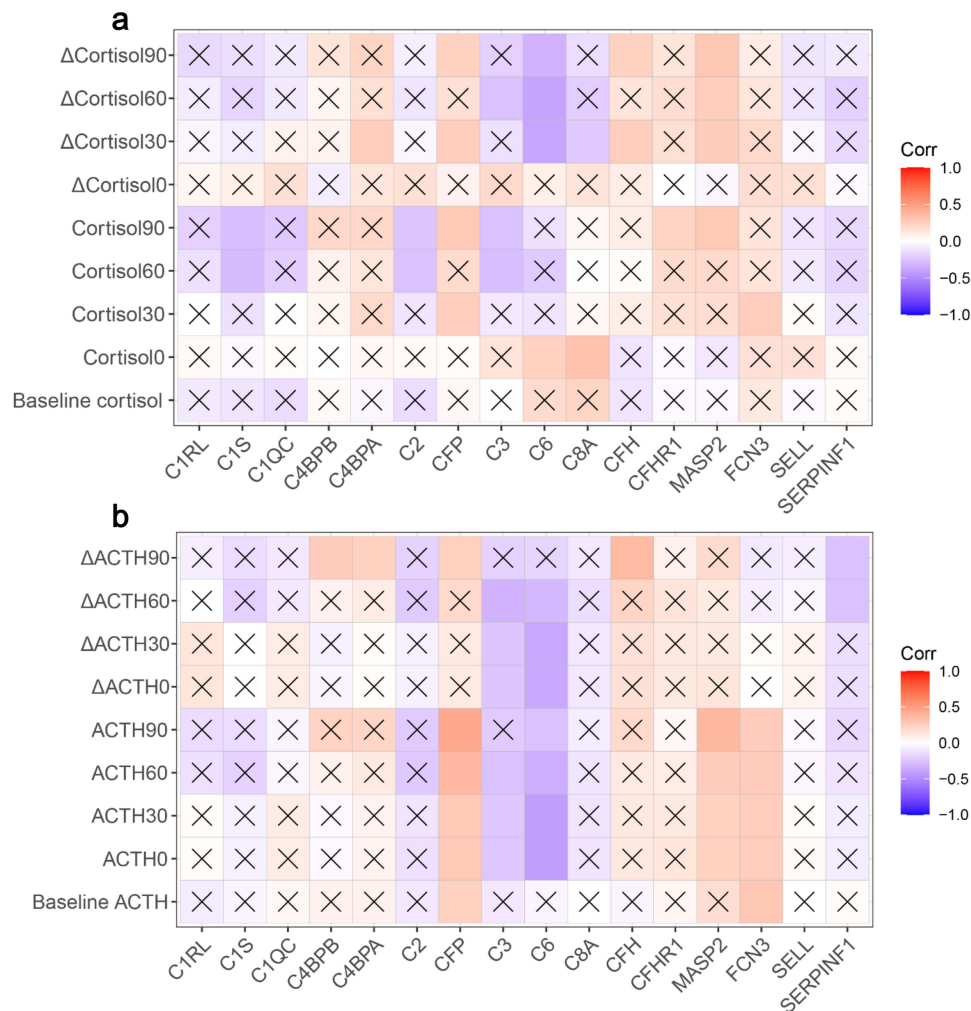 a
ΔCortisol90
ΔCortisol60
ΔCortisol30
ΔCortisol0
Cortisol90
Cortisol60
Cortisol30
Cortisol0
Baseline cortisol
C1RL
C1S
C1QC
C4BPB
C4BPA
C2
CFP
C3
C6
C8A
CFH
CFHR1
MASP2
FCN3
SELL
SERPINF1
Corr
1.0
0.5
0.0
−0.5
−1.0
b
ΔACTH90
ΔACTH60
ΔACTH30
ΔACTH0
ACTH90
ACTH60
ACTH30
ACTH0
Baseline ACTH
C1RL
C1S
C1QC
C4BPB
C4BPA
C2
CFP
C3
C6
C8A
CFH
CFHR1
MASP2
FCN3
SELL
SERPINF1
Corr
1.0
0.5
0.0
−0.5
−1.0